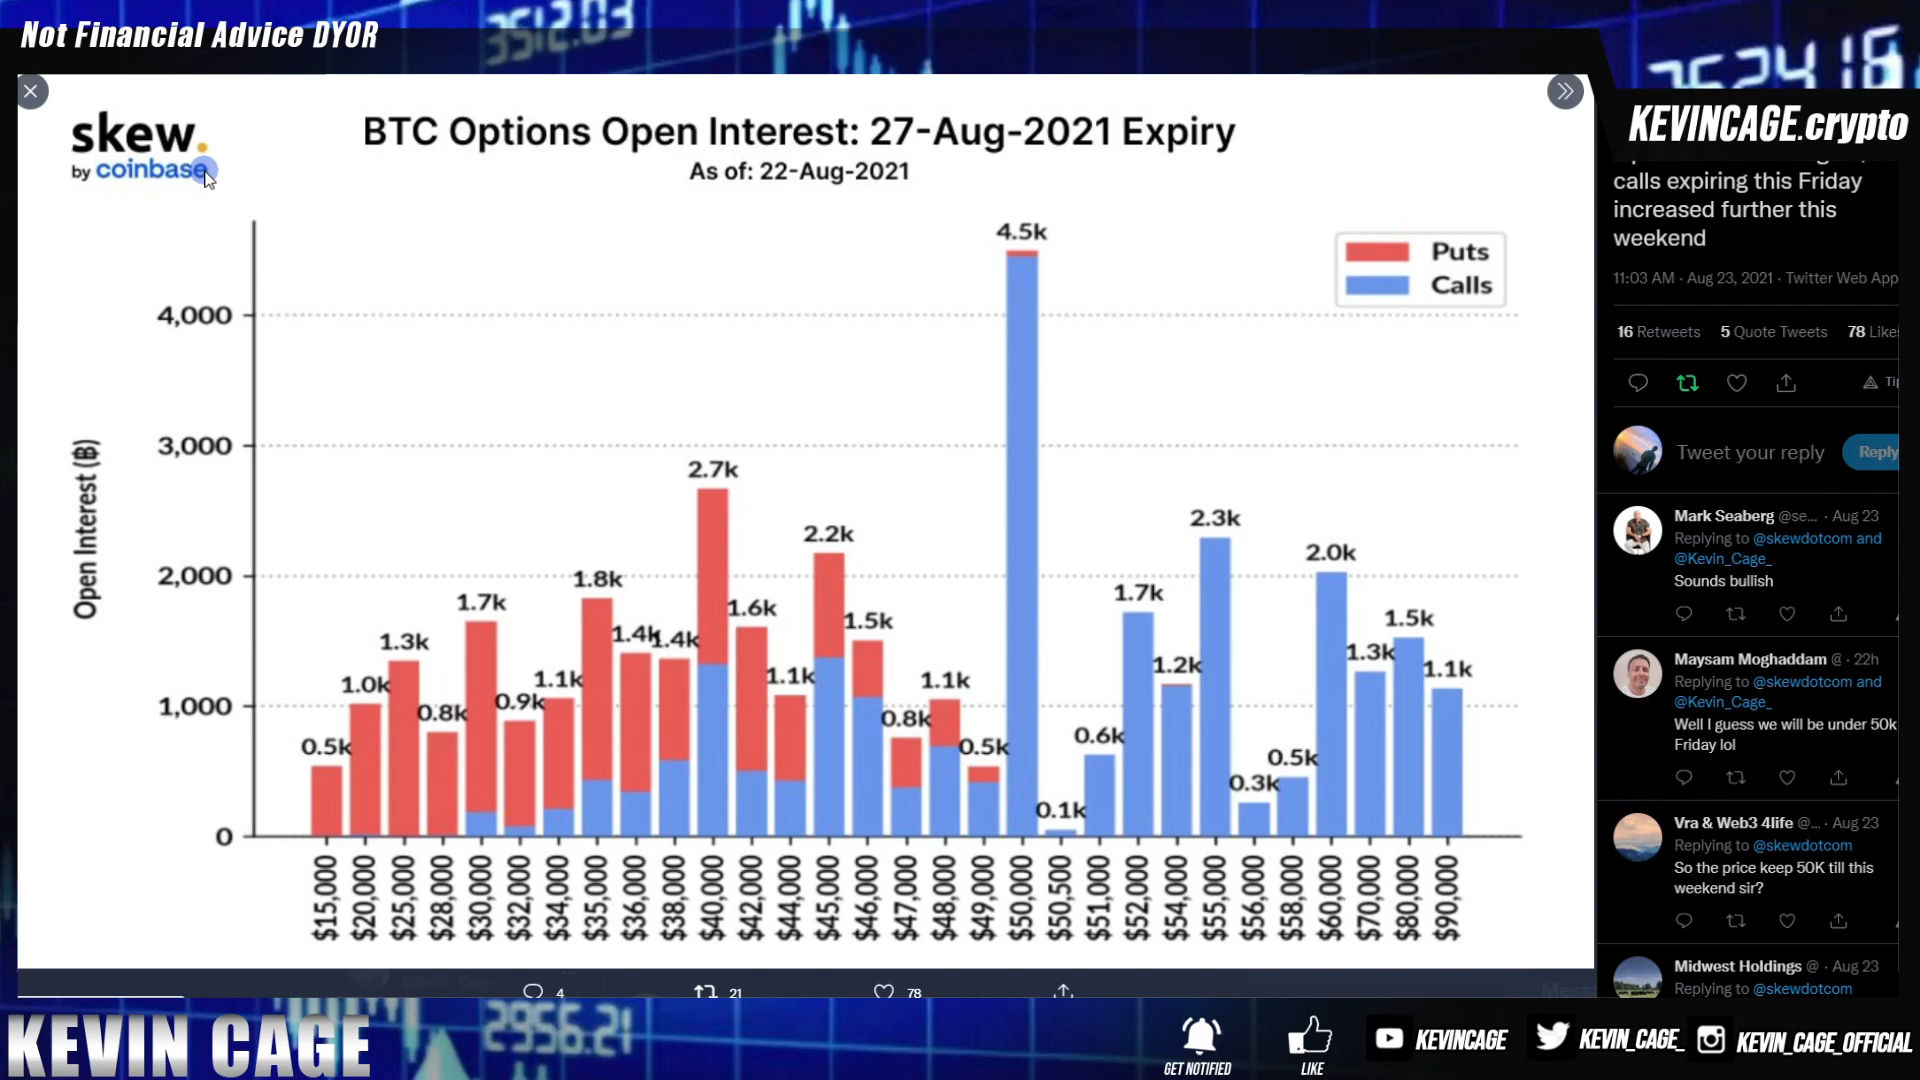 Not Financial Advice DYOR
3512.03
KEVINCAGE.crypto
skew.
by coinbase
BTC Options Open Interest: 27-Aug-2021 Expiry
As of: 22-Aug-2021
Puts
Calls
Open Interest (₿)
4,000
3,000
2,000
1,000
0
0.5k
1.0k
1.3k
0.8k
1.7k
0.9k
1.1k
1.8k
1.4k
1.4k
2.7k
1.6k
1.1k
2.2k
1.5k
0.8k
1.1k
0.5k
4.5k
0.1k
0.6k
1.7k
1.2k
2.3k
0.3k
0.5k
2.0k
1.3k
1.5k
1.1k
$15,000
$20,000
$25,000
$28,000
$30,000
$32,000
$34,000
$35,000
$36,000
$38,000
$40,000
$42,000
$44,000
$45,000
$46,000
$47,000
$48,000
$49,000
$50,000
$50,500
$51,000
$52,000
$54,000
$55,000
$56,000
$58,000
$60,000
$70,000
$80,000
$90,000
4
21
78
calls expiring this Friday
increased further this
weekend
11:03 AM · Aug 23, 2021 · Twitter Web App
16 Retweets 5 Quote Tweets 78 Likes
Tweet your reply
Reply
Mark Seaberg @se... · Aug 23
Replying to @skewdotcom and
@Kevin_Cage_
Sounds bullish
Maysam Moghaddam @ · 22h
Replying to @skewdotcom and
@Kevin_Cage_
Well I guess we will be under 50k
Friday lol
Vra & Web3 4life @... · Aug 23
Replying to @skewdotcom
So the price keep 50K till this
weekend sir?
Midwest Holdings @ · Aug 23
Replying to @skewdotcom
KEVIN CAGE
2956.21
GET NOTIFIED
LIKE
KEVINCAGE
KEVIN_CAGE_
KEVIN_CAGE_OFFICIAL